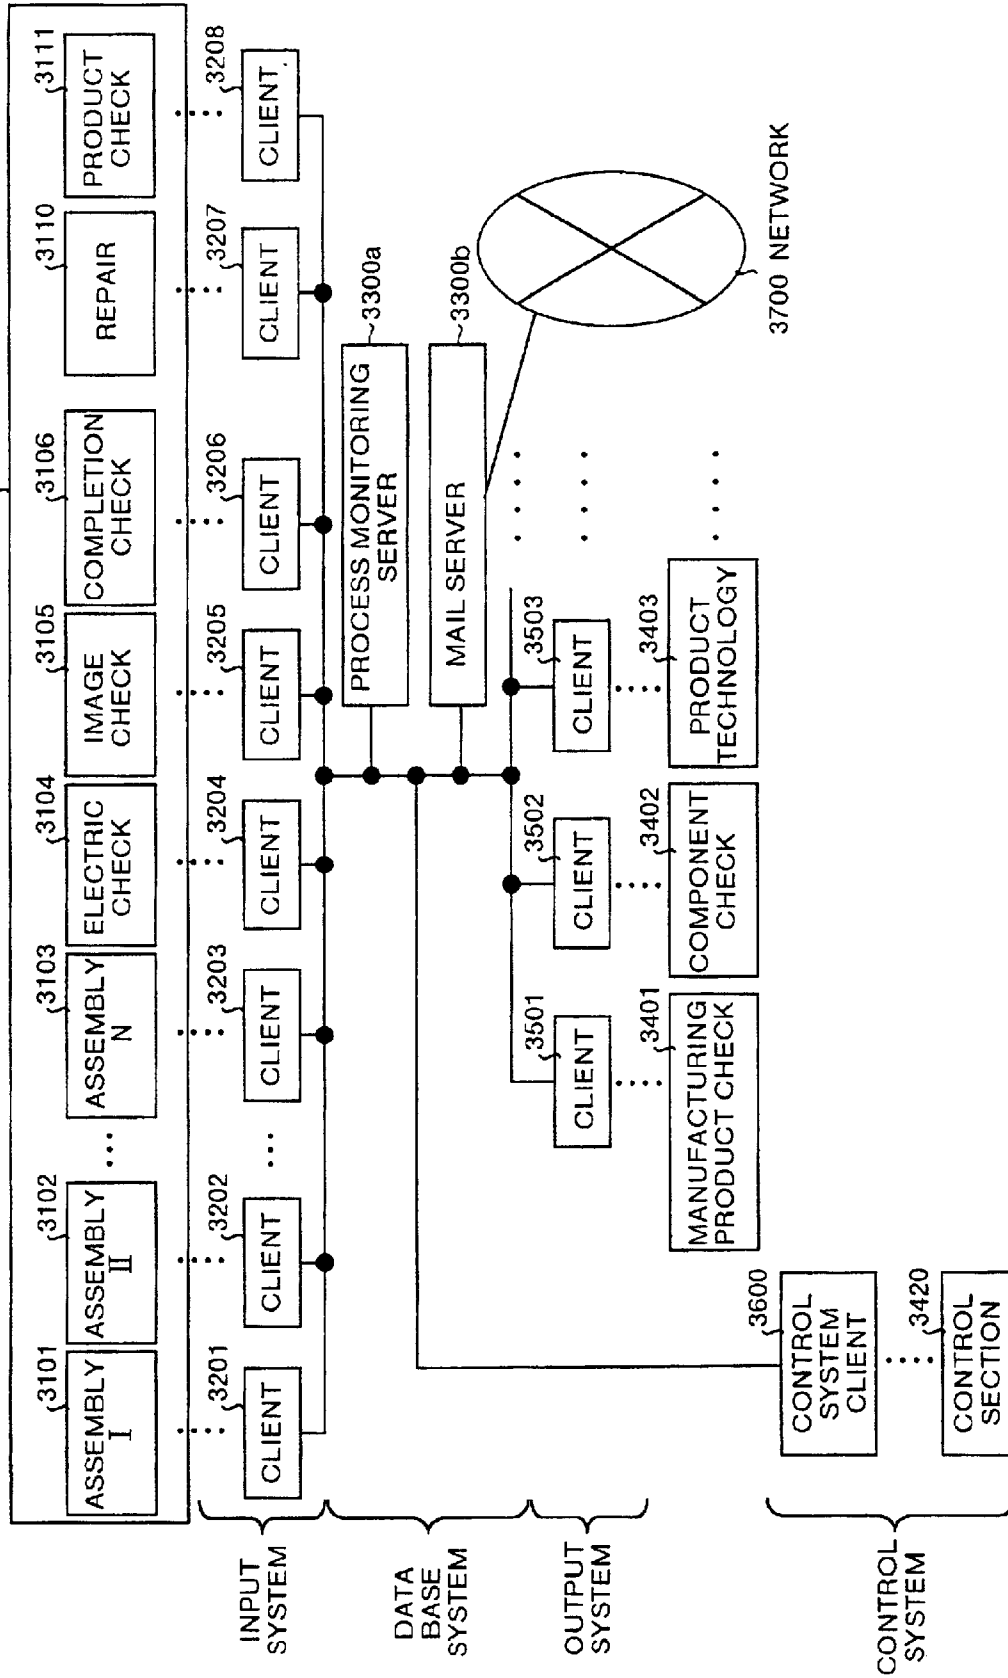 3101
ASSEMBLY
I
3102
ASSEMBLY
II
...
3103
ASSEMBLY
N
3104
ELECTRIC
CHECK
3105
IMAGE
CHECK
3106
COMPLETION
CHECK
3110
REPAIR
3111
PRODUCT
CHECK
INPUT
SYSTEM
3201
CLIENT
3202
CLIENT
...
3203
CLIENT
3204
CLIENT
3205
CLIENT
3206
CLIENT
3207
CLIENT
3208
CLIENT
DATA
BASE
SYSTEM
PROCESS MONITORING
SERVER
3300a
MAIL SERVER
3300b
3700 NETWORK
OUTPUT
SYSTEM
3501
CLIENT
3502
CLIENT
3503
CLIENT
3401
MANUFACTURING
PRODUCT CHECK
3402
COMPONENT
CHECK
3403
PRODUCT
TECHNOLOGY
CONTROL
SYSTEM
3600
CONTROL
SYSTEM
CLIENT
3420
CONTROL
SECTION